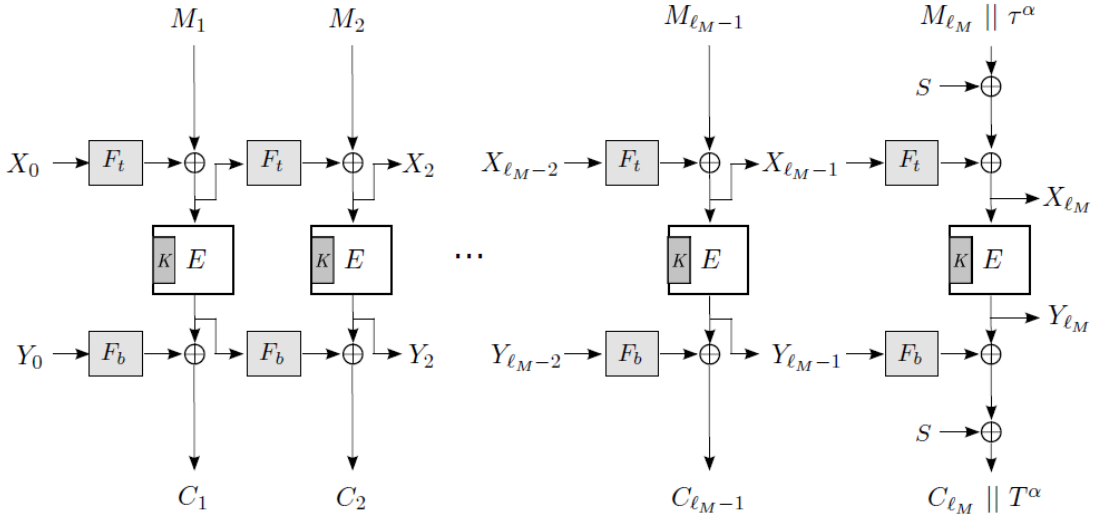 M_1 M_2 M_{ℓ_M−1} M_{ℓ_M} || τ^α
S
X_0 F_t F_t X_2 X_{ℓ_M−2} F_t X_{ℓ_M−1} F_t
X_{ℓ_M}
K E K E ... K E K E
Y_{ℓ_M}
Y_0 F_b F_b Y_2 Y_{ℓ_M−2} F_b Y_{ℓ_M−1} F_b
S
C_1 C_2 C_{ℓ_M−1} C_{ℓ_M} || T^α